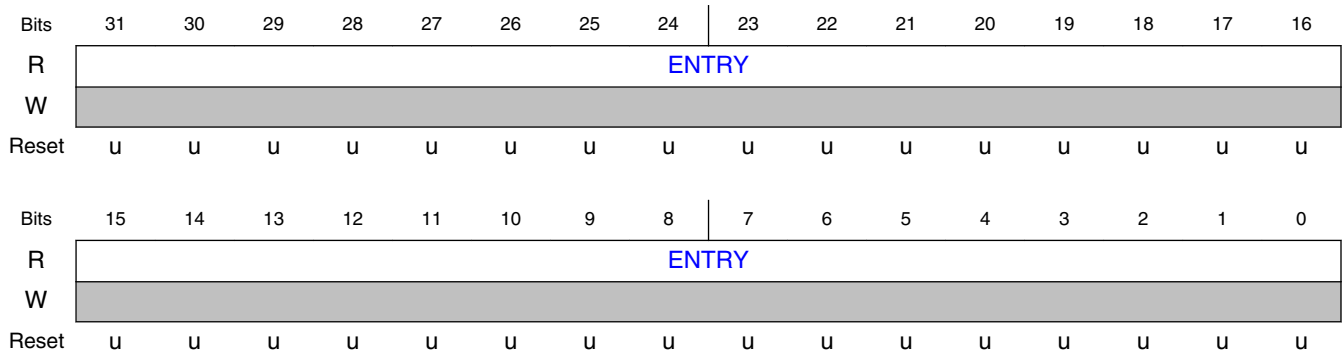 Bits 31 30 29 28 27 26 25 24 23 22 21 20 19 18 17 16
R ENTRY
W
Reset u u u u u u u u u u u u u u u u
Bits 15 14 13 12 11 10 9 8 7 6 5 4 3 2 1 0
R ENTRY
W
Reset u u u u u u u u u u u u u u u u